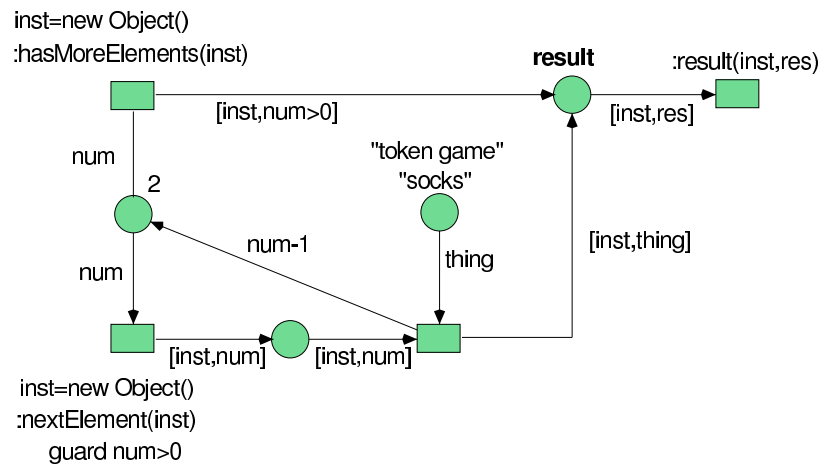 inst=new Object()
:hasMoreElements(inst)
result
:result(inst,res)
[inst,num>0]
[inst,res]
num
"token game"
"socks"
2
num-1
[inst,thing]
num
thing
[inst,num]
[inst,num]
inst=new Object()
:nextElement(inst)
guard num>0